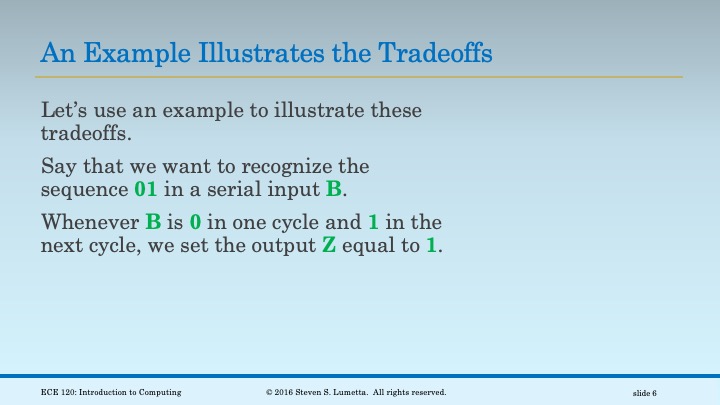 An Example Illustrates the Tradeoffs
Let’s use an example to illustrate these
tradeoffs.
Say that we want to recognize the
sequence 01 in a serial input B.
Whenever B is 0 in one cycle and 1 in the
next cycle, we set the output Z equal to 1.
ECE 120: Introduction to Computing
© 2016 Steven S. Lumetta.  All rights reserved.
slide 6